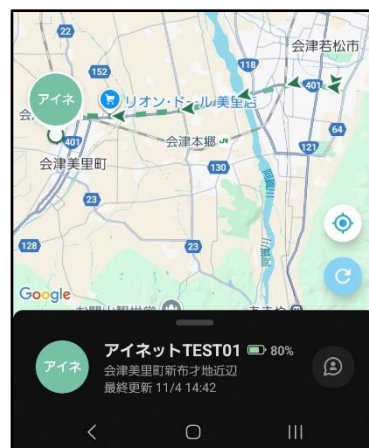 22
会津若松市
118
152
アイネ
リオン・ドール 美里店
401
会
会津本郷
JR
64
401
会津美里町
121
130
23
128
23
Google
アイネ
アイネットTEST01 80%
会津美里町新布才地近辺
最終更新 11/4 14:42